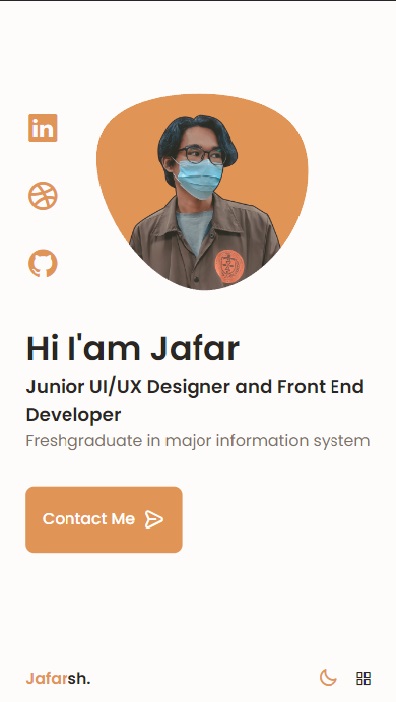 in
Hi I'am Jafar
Junior UI/UX Designer and Front End
Developer
Freshgraduate in major information system
Contact Me
Jafarsh.